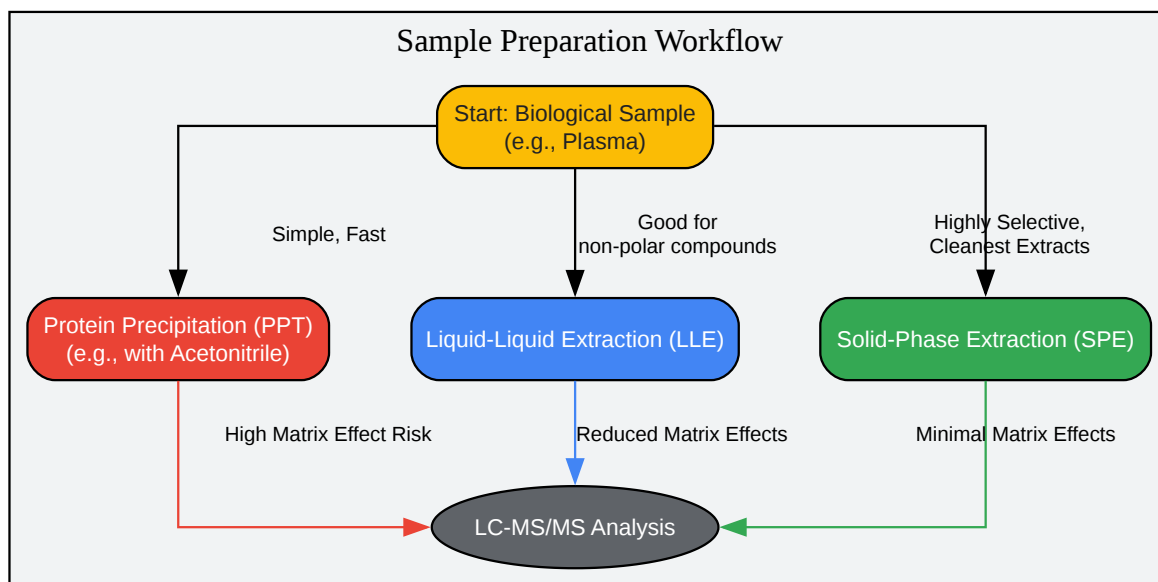 Sample Preparation Workflow
Start: Biological Sample
(e.g., Plasma)
Simple, Fast
Good for
non-polar compounds
Highly Selective,
Cleanest Extracts
Protein Precipitation (PPT)
(e.g., with Acetonitrile)
Liquid-Liquid Extraction (LLE)
Solid-Phase Extraction (SPE)
High Matrix Effect Risk
Reduced Matrix Effects
Minimal Matrix Effects
LC-MS/MS Analysis